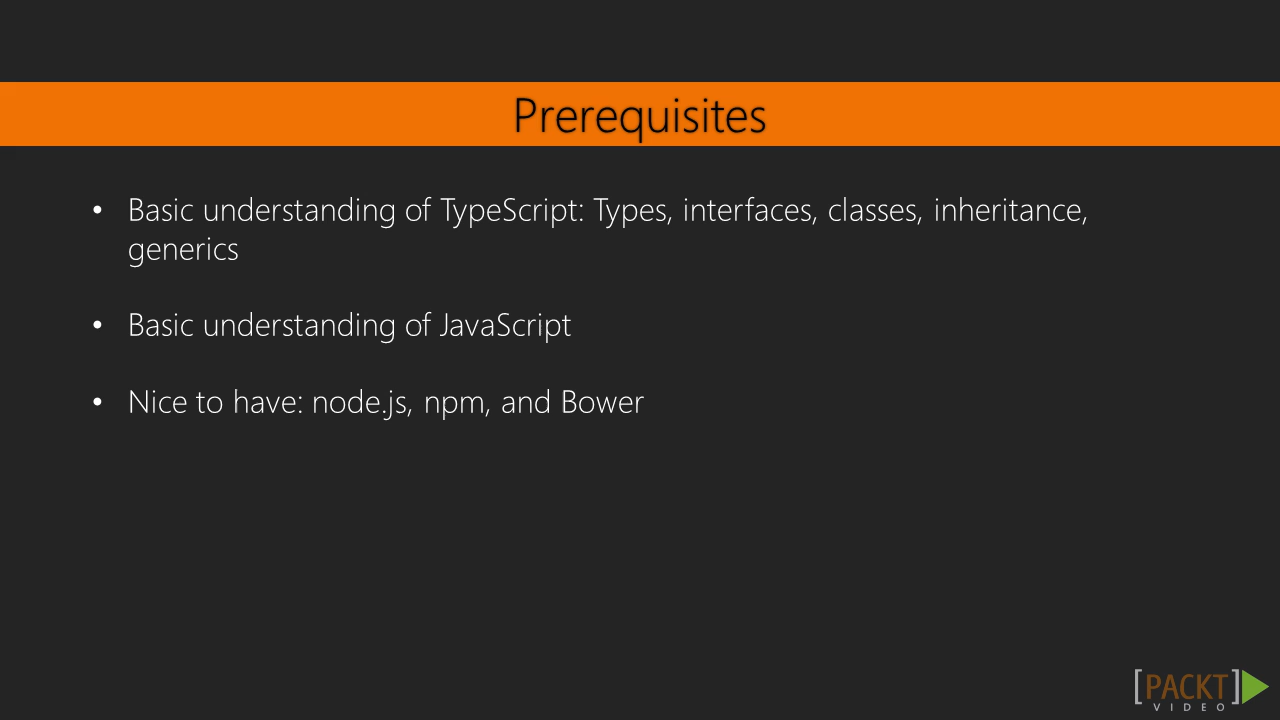 Prerequisites
• Basic understanding of TypeScript: Types, interfaces, classes, inheritance,
generics
• Basic understanding of JavaScript
• Nice to have: node.js, npm, and Bower
[PACKT]
VIDEO